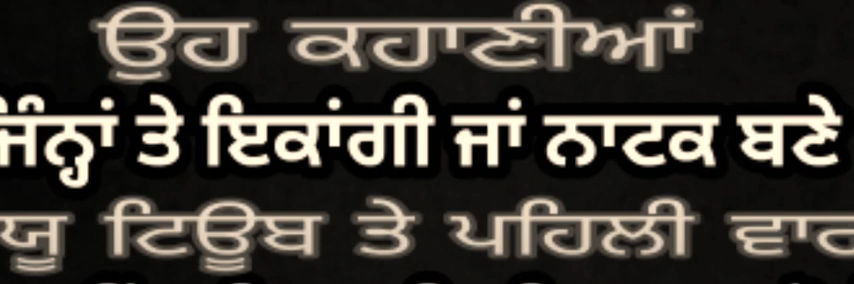 ਉਹ ਕਹਾਣੀਆਂ
ਜਿੰਨ੍ਹਾਂ ਤੇ ਇਕਾਂਗੀ ਜਾਂ ਨਾਟਕ ਬਣੇ
ਯੂ ਟਿਊਬ ਤੇ ਪਹਿਲੀ ਵਾਰ